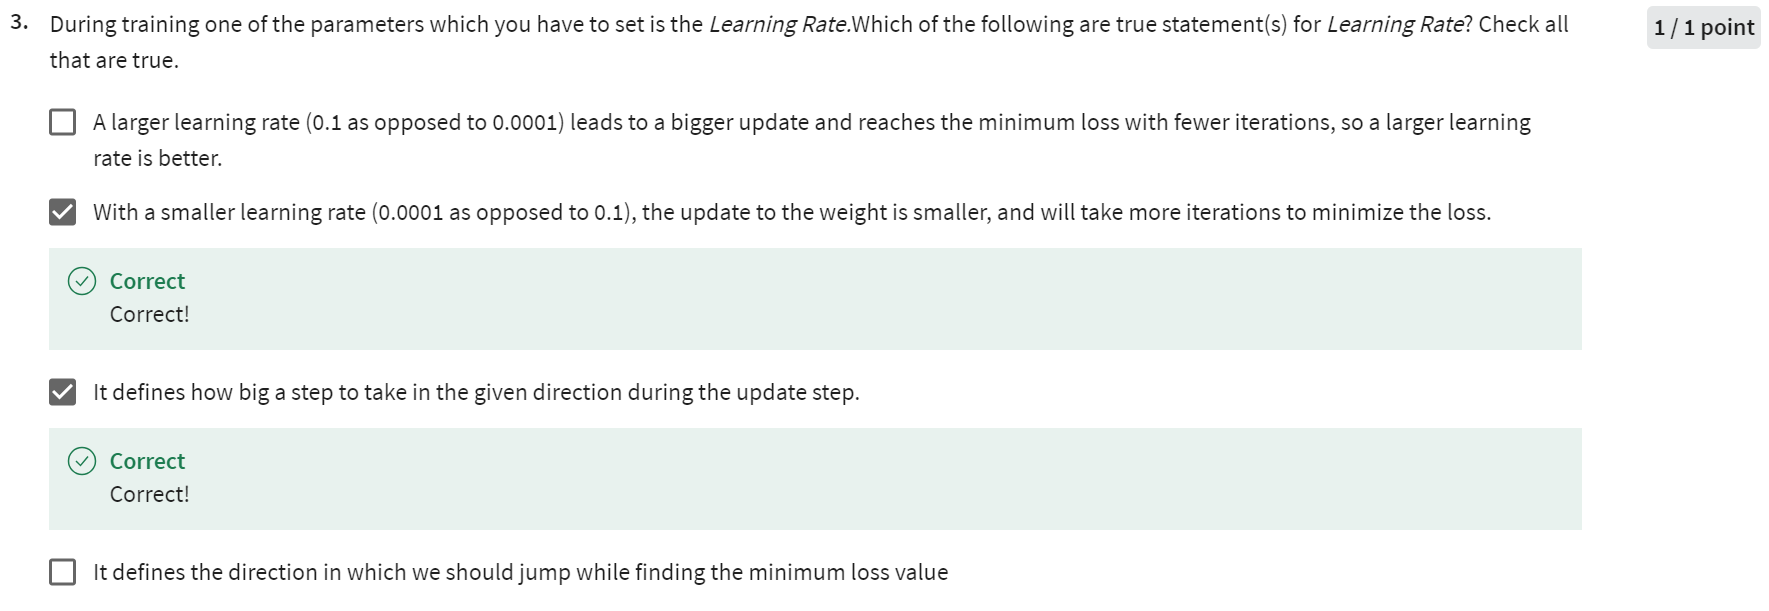 3. During training one of the parameters which you have to set is the Learning Rate.Which of the following are true statement(s) for Learning Rate? Check all
that are true.
1 / 1 point
A larger learning rate (0.1 as opposed to 0.0001) leads to a bigger update and reaches the minimum loss with fewer iterations, so a larger learning
rate is better.
With a smaller learning rate (0.0001 as opposed to 0.1), the update to the weight is smaller, and will take more iterations to minimize the loss.
Correct
Correct!
It defines how big a step to take in the given direction during the update step.
Correct
Correct!
It defines the direction in which we should jump while finding the minimum loss value